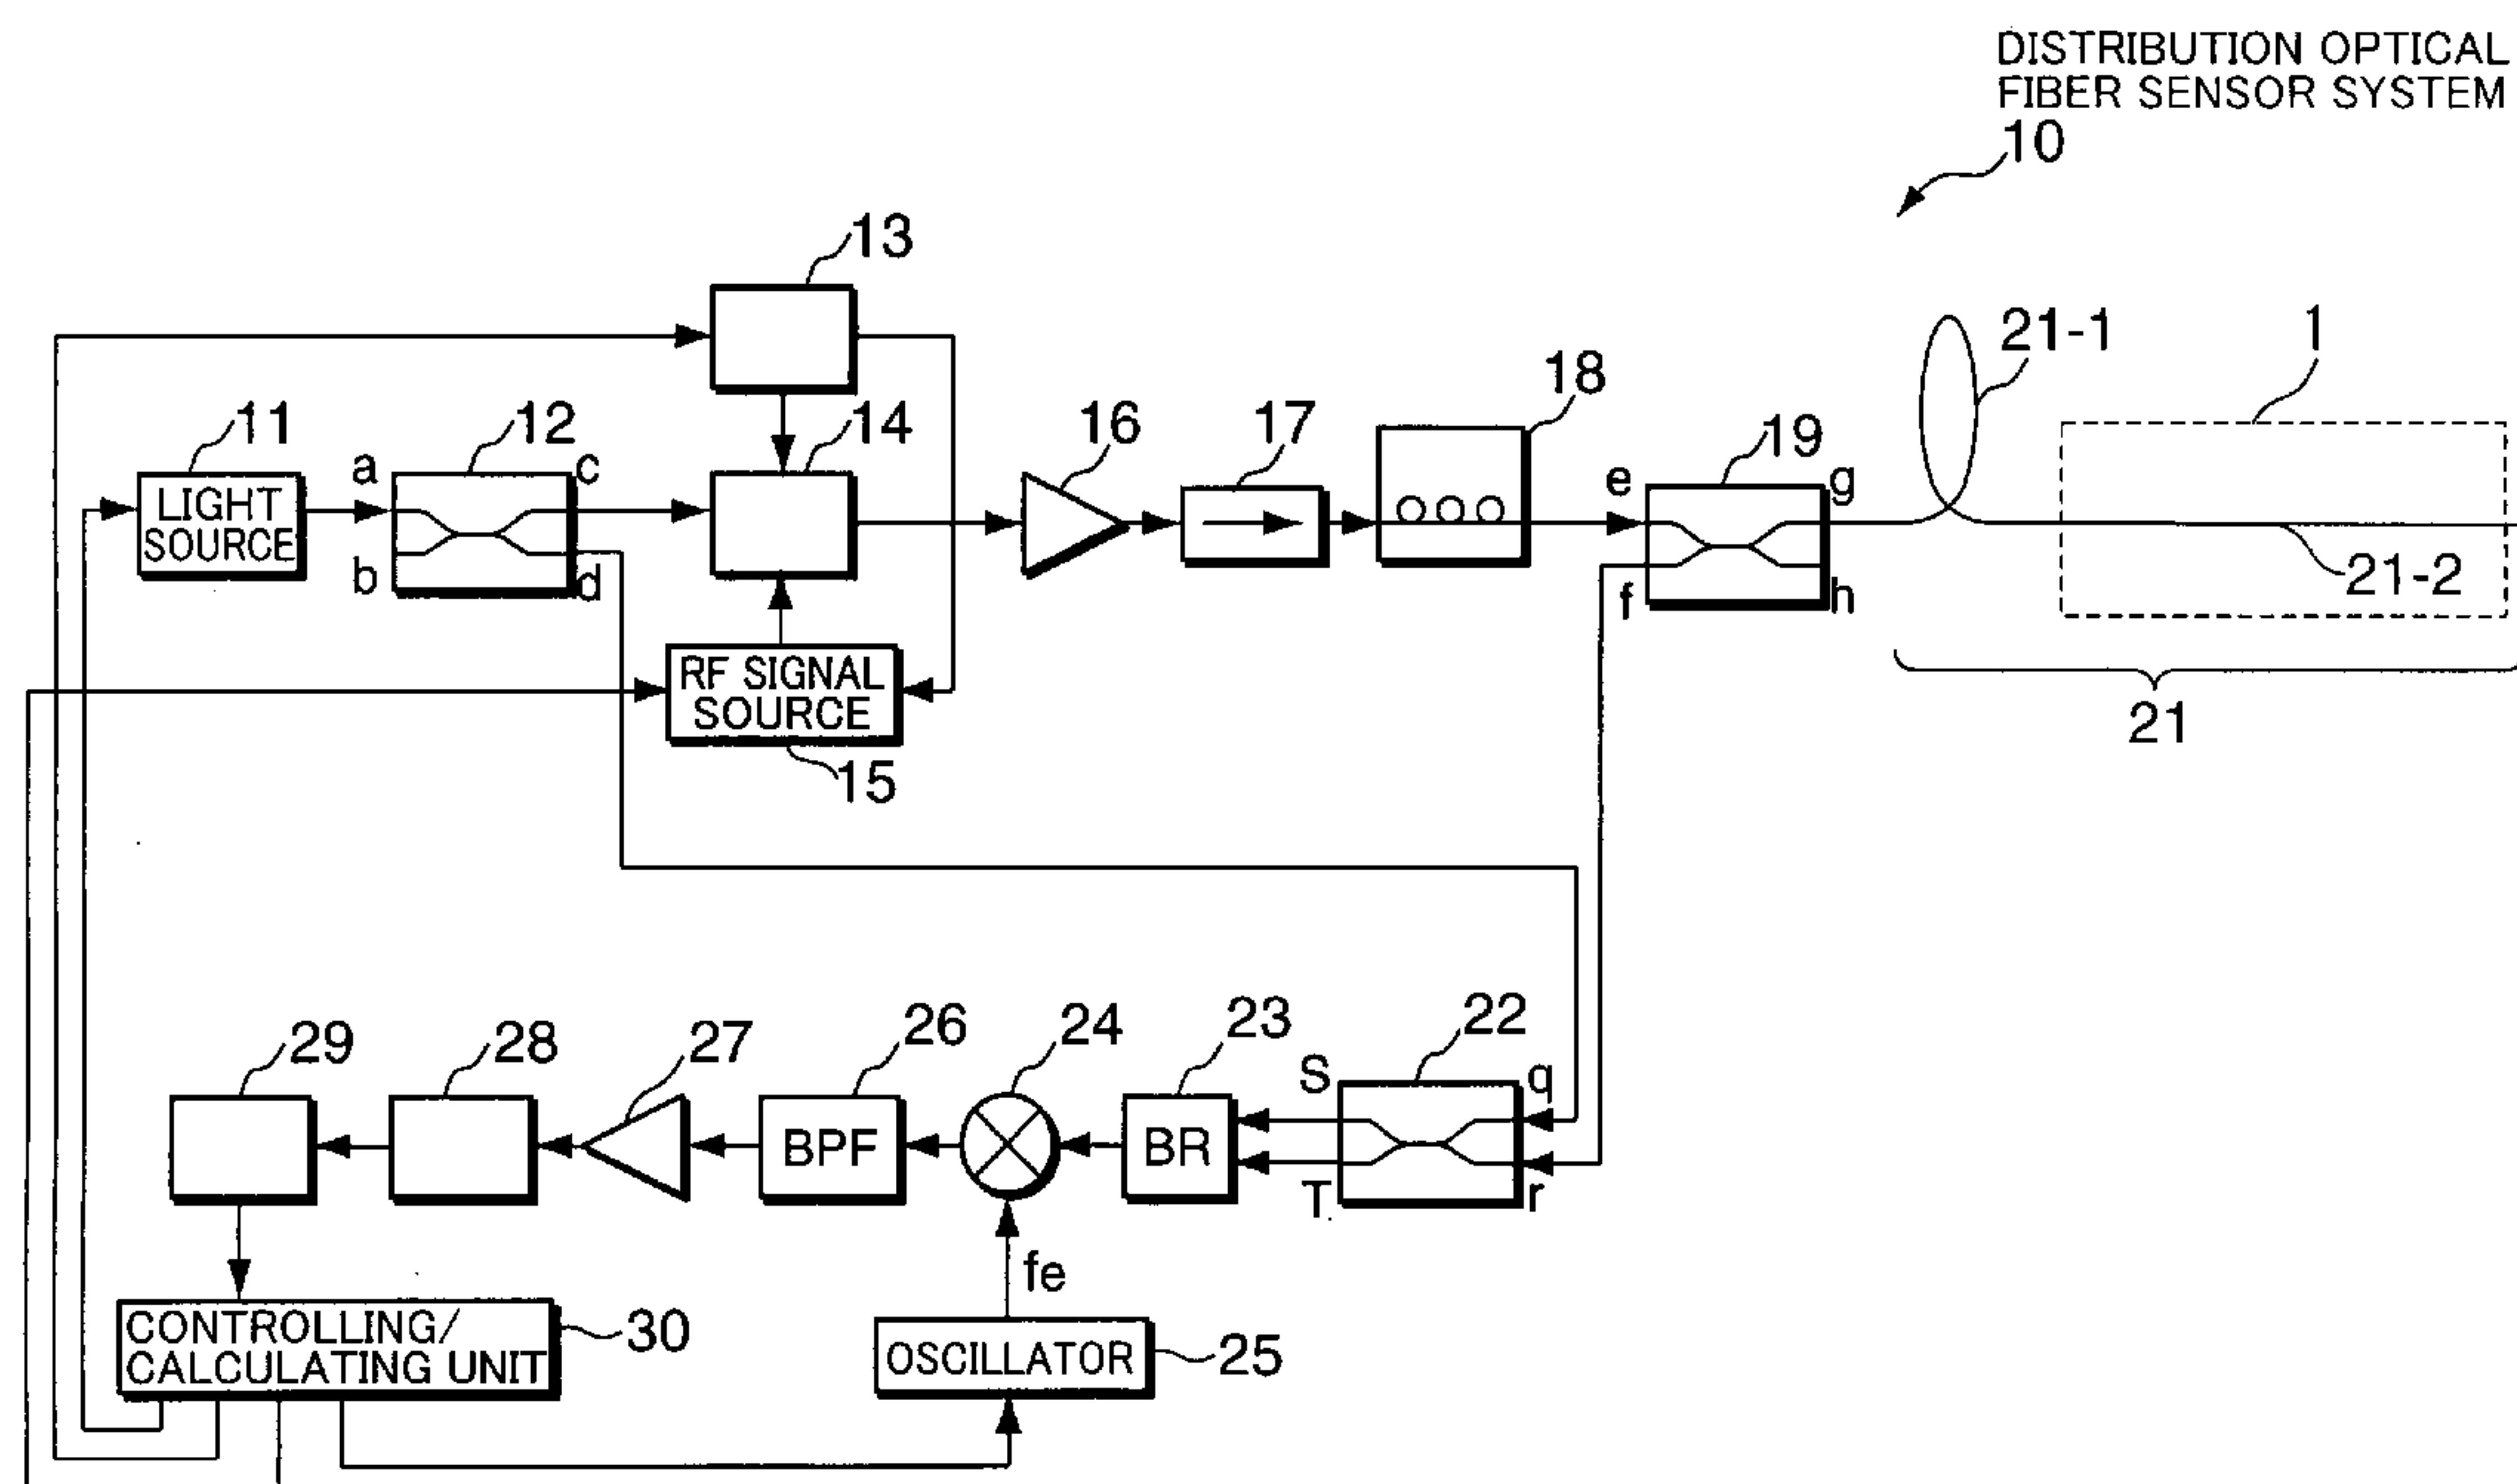 DISTRIBUTION OPTICAL
FIBER SENSOR SYSTEM
10
13
21-1
1
18
11
12
14
16
17
19
a
c
e
g
LIGHT
SOURCE
b
d
f
h
21-2
RF SIGNAL
SOURCE
21
15
29
28
27
26
24
23
22
S
q
BPF
BR
T
r
fe
CONTROLLING/
CALCULATING UNIT
30
OSCILLATOR
25